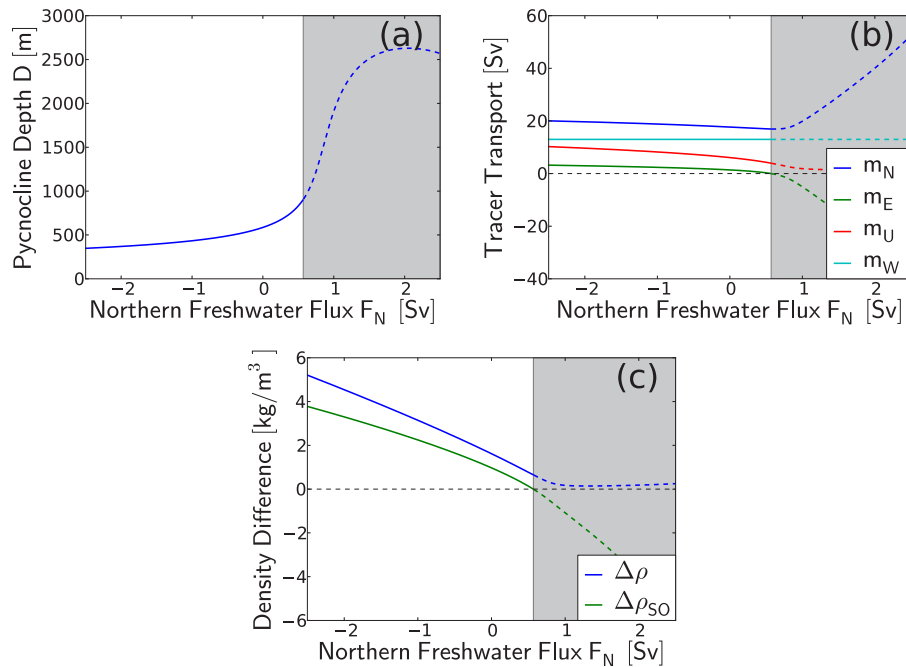 (a)
Pycnocline Depth D [m]
3000
2500
2000
1500
1000
500
0
−2 −1 0 1 2
Northern Freshwater Flux F_N [Sv]
(b)
Tracer Transport [Sv]
60
40
20
0
−20
−40
m_N
m_E
m_U
m_W
−2 −1 0 1 2
Northern Freshwater Flux F_N [Sv]
(c)
Density Difference [kg/m³]
6
4
2
0
−2
−4
−6
Δρ
Δρ_SO
−2 −1 0 1 2
Northern Freshwater Flux F_N [Sv]